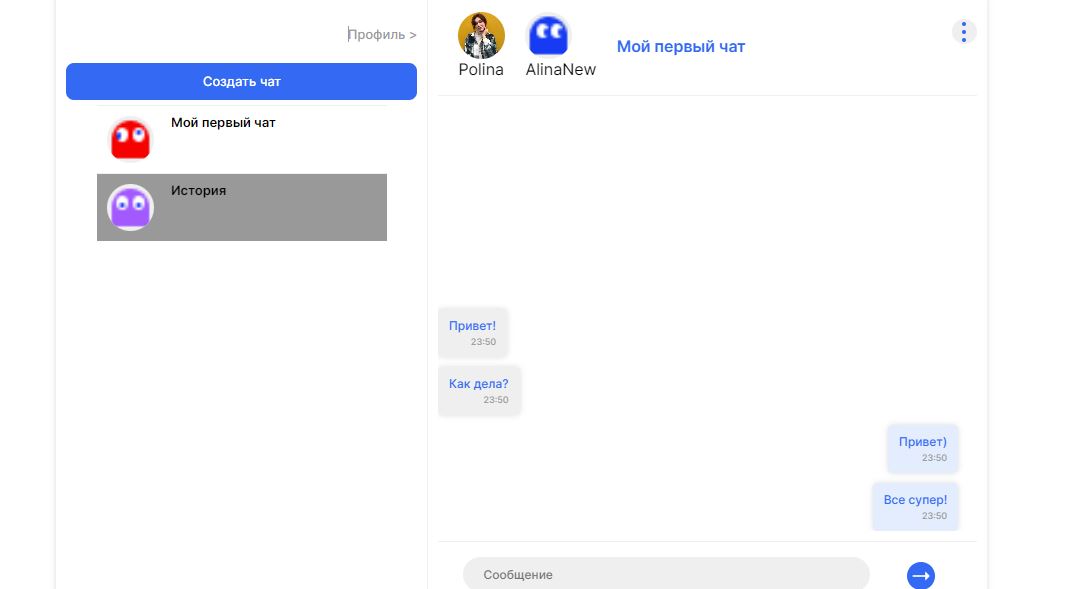 Профиль >
Создать чат
Мой первый чат
История
Polina
AlinaNew
Мой первый чат
Привет!
23:50
Как дела?
23:50
Привет)
23:50
Все супер!
23:50
Сообщение